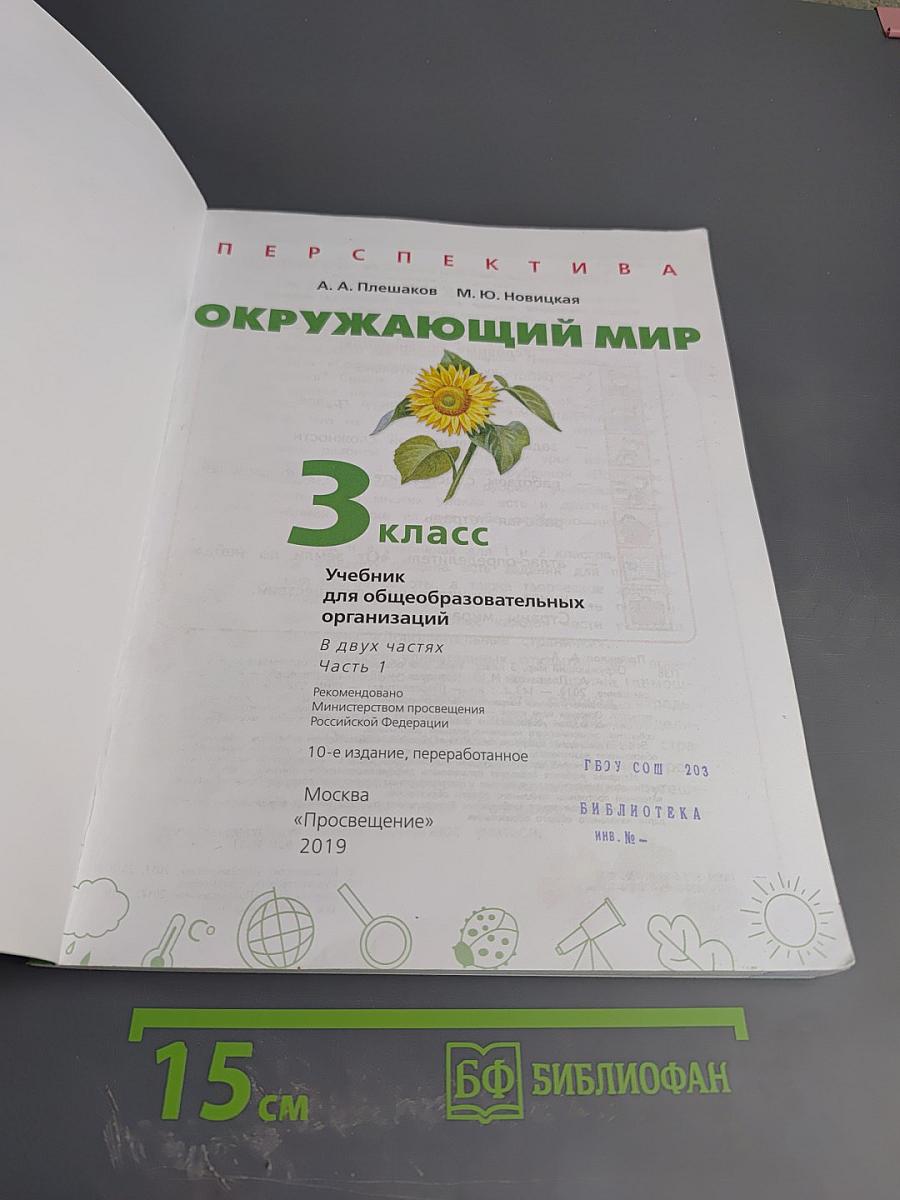 ПЕРСПЕКТИВА
А. А. Плешаков М. Ю. Новицкая
ОКРУЖАЮЩИЙ МИР
3 класс
Учебник
для общеобразовательных
организаций
В двух частях
Часть 1
Рекомендовано
Министерством просвещения
Российской Федерации
10-е издание, переработанное
Москва
«Просвещение»
2019
ГБОУ СОШ 203
БИБЛИОТЕКА
ИНВ. № –
С°
15 см
БФ БИБЛИОФАН